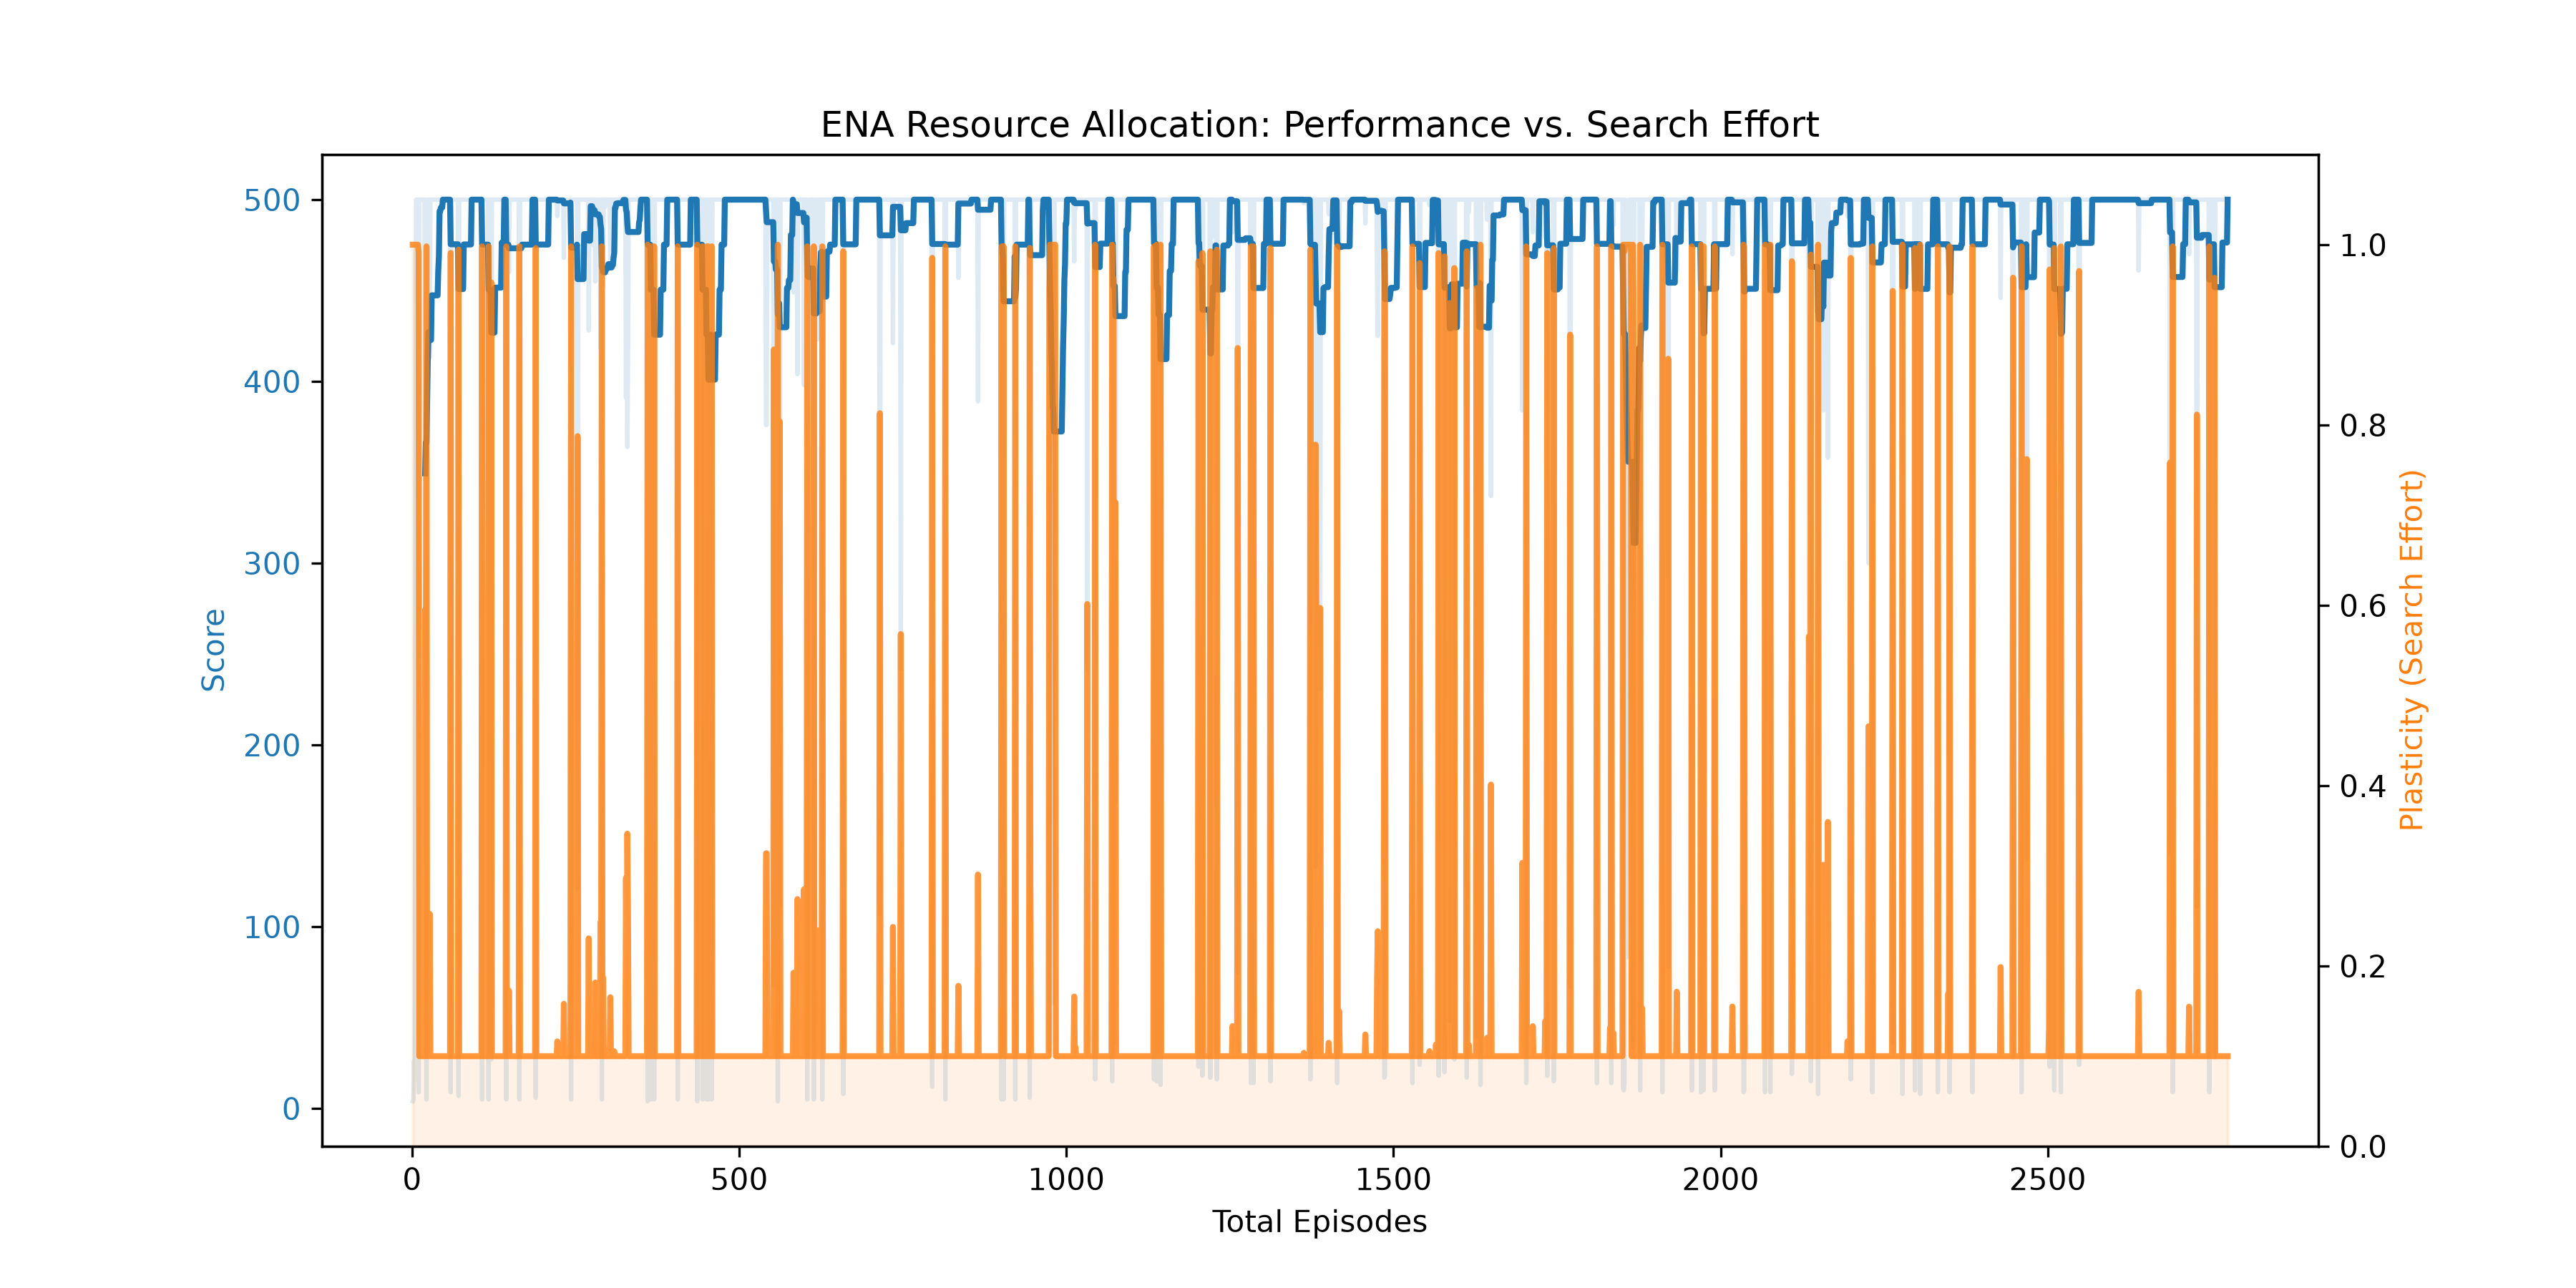 ENA Resource Allocation: Performance vs. Search Effort
500
400
300
200
100
0
Score
1.0
0.8
0.6
0.4
0.2
0.0
Plasticity (Search Effort)
0 500 1000 1500 2000 2500
Total Episodes